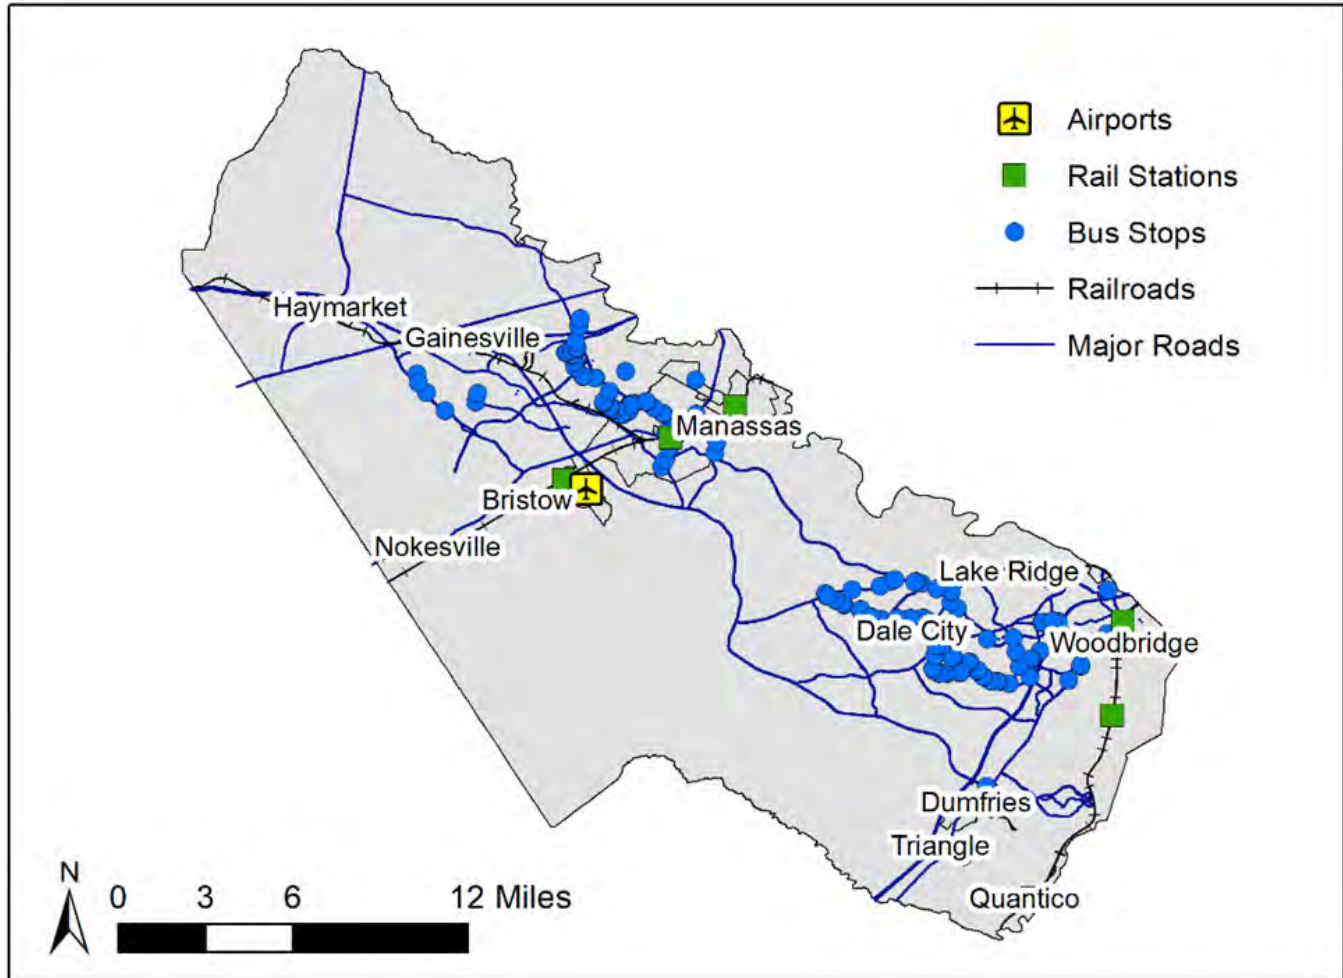 Airports
Rail Stations
Bus Stops
Railroads
Major Roads
Haymarket
Gainesville
Manassas
Bristow
Nokesville
Lake Ridge
Dale City
Woodbridge
Dumfries
Triangle
Quantico
N
0 3 6 12 Miles